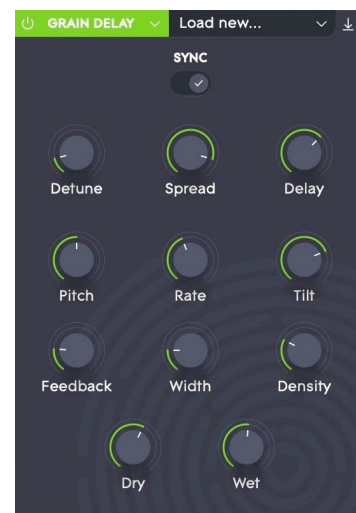 GRAIN DELAY Load new...
SYNC
Detune Spread Delay
Pitch Rate Tilt
Feedback Width Density
Dry Wet